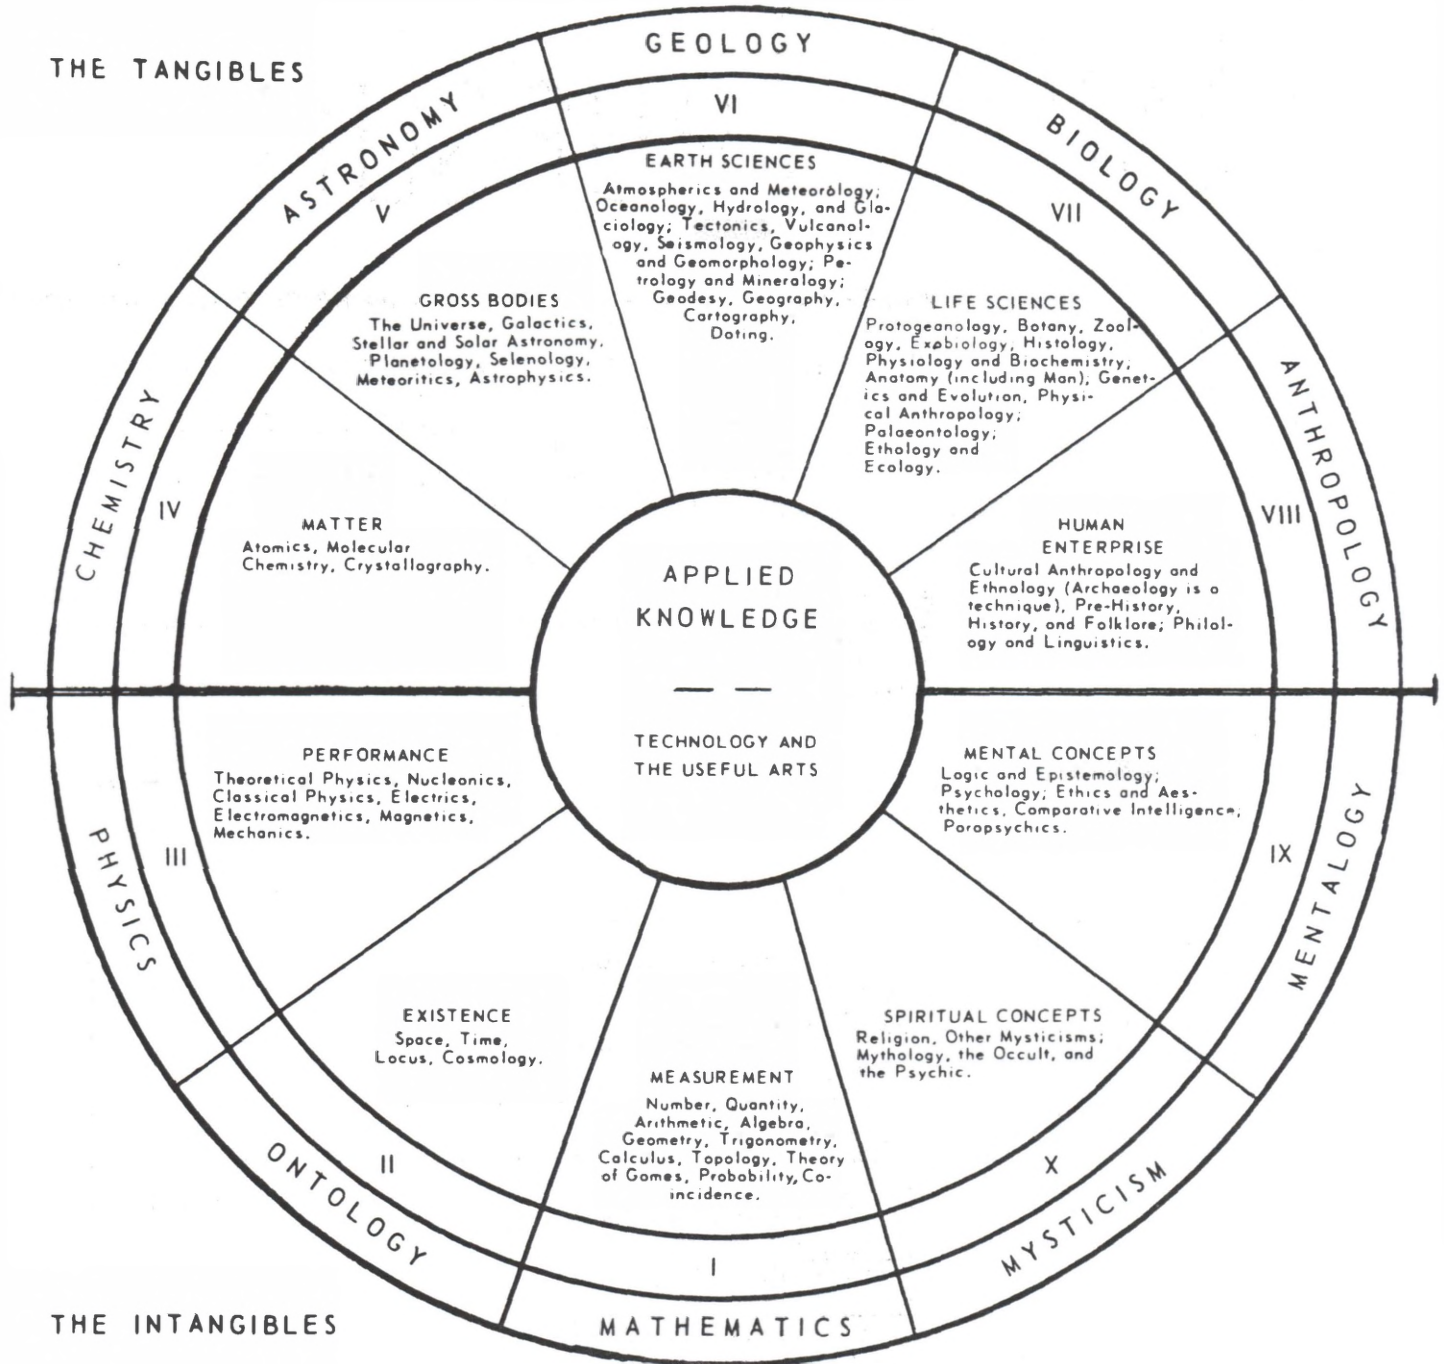 THE TANGIBLES
GEOLOGY
VI
EARTH SCIENCES
Atmospherics and Meteorology;
Oceanology, Hydrology, and Gla-
ciology; Tectonics, Vulcanol-
ogy, Seismology, Geophysics
and Geomorphology; Pe-
trology and Mineralogy;
Geodesy, Geography,
Cartography,
Dating.
BIOLOGY
VII
LIFE SCIENCES
Protogeanology, Botany, Zool-
ogy, Exobiology, Histology,
Physiology and Biochemistry;
Anatomy (including Man); Genet-
ics and Evolution, Physi-
cal Anthropology;
Palaeontology;
Ethology and
Ecology.
ANTHROPOLOGY
VIII
HUMAN
ENTERPRISE
Cultural Anthropology and
Ethnology (Archaeology is a
technique), Pre-History,
History, and Folklore; Philol-
ogy and Linguistics.
MENTALOGY
IX
MENTAL CONCEPTS
Logic and Epistemology;
Psychology; Ethics and Aes-
thetics, Comparative Intelligence;
Parapsychics.
MYSTICISM
X
SPIRITUAL CONCEPTS
Religion, Other Mysticisms;
Mythology, the Occult, and
the Psychic.
MATHEMATICS
I
MEASUREMENT
Number, Quantity,
Arithmetic, Algebra,
Geometry, Trigonometry,
Calculus, Topology, Theory
of Games, Probability, Co-
incidence.
ONTOLOGY
II
EXISTENCE
Space, Time,
Locus, Cosmology.
PHYSICS
III
PERFORMANCE
Theoretical Physics, Nucleonics,
Classical Physics, Electrics,
Electromagnetics, Magnetics,
Mechanics.
CHEMISTRY
IV
MATTER
Atomics, Molecular
Chemistry, Crystallography.
ASTRONOMY
V
GROSS BODIES
The Universe, Galactics,
Stellar and Solar Astronomy.
Planetology, Selenology,
Meteoritics, Astrophysics.
APPLIED
KNOWLEDGE
— —
TECHNOLOGY AND
THE USEFUL ARTS
THE INTANGIBLES